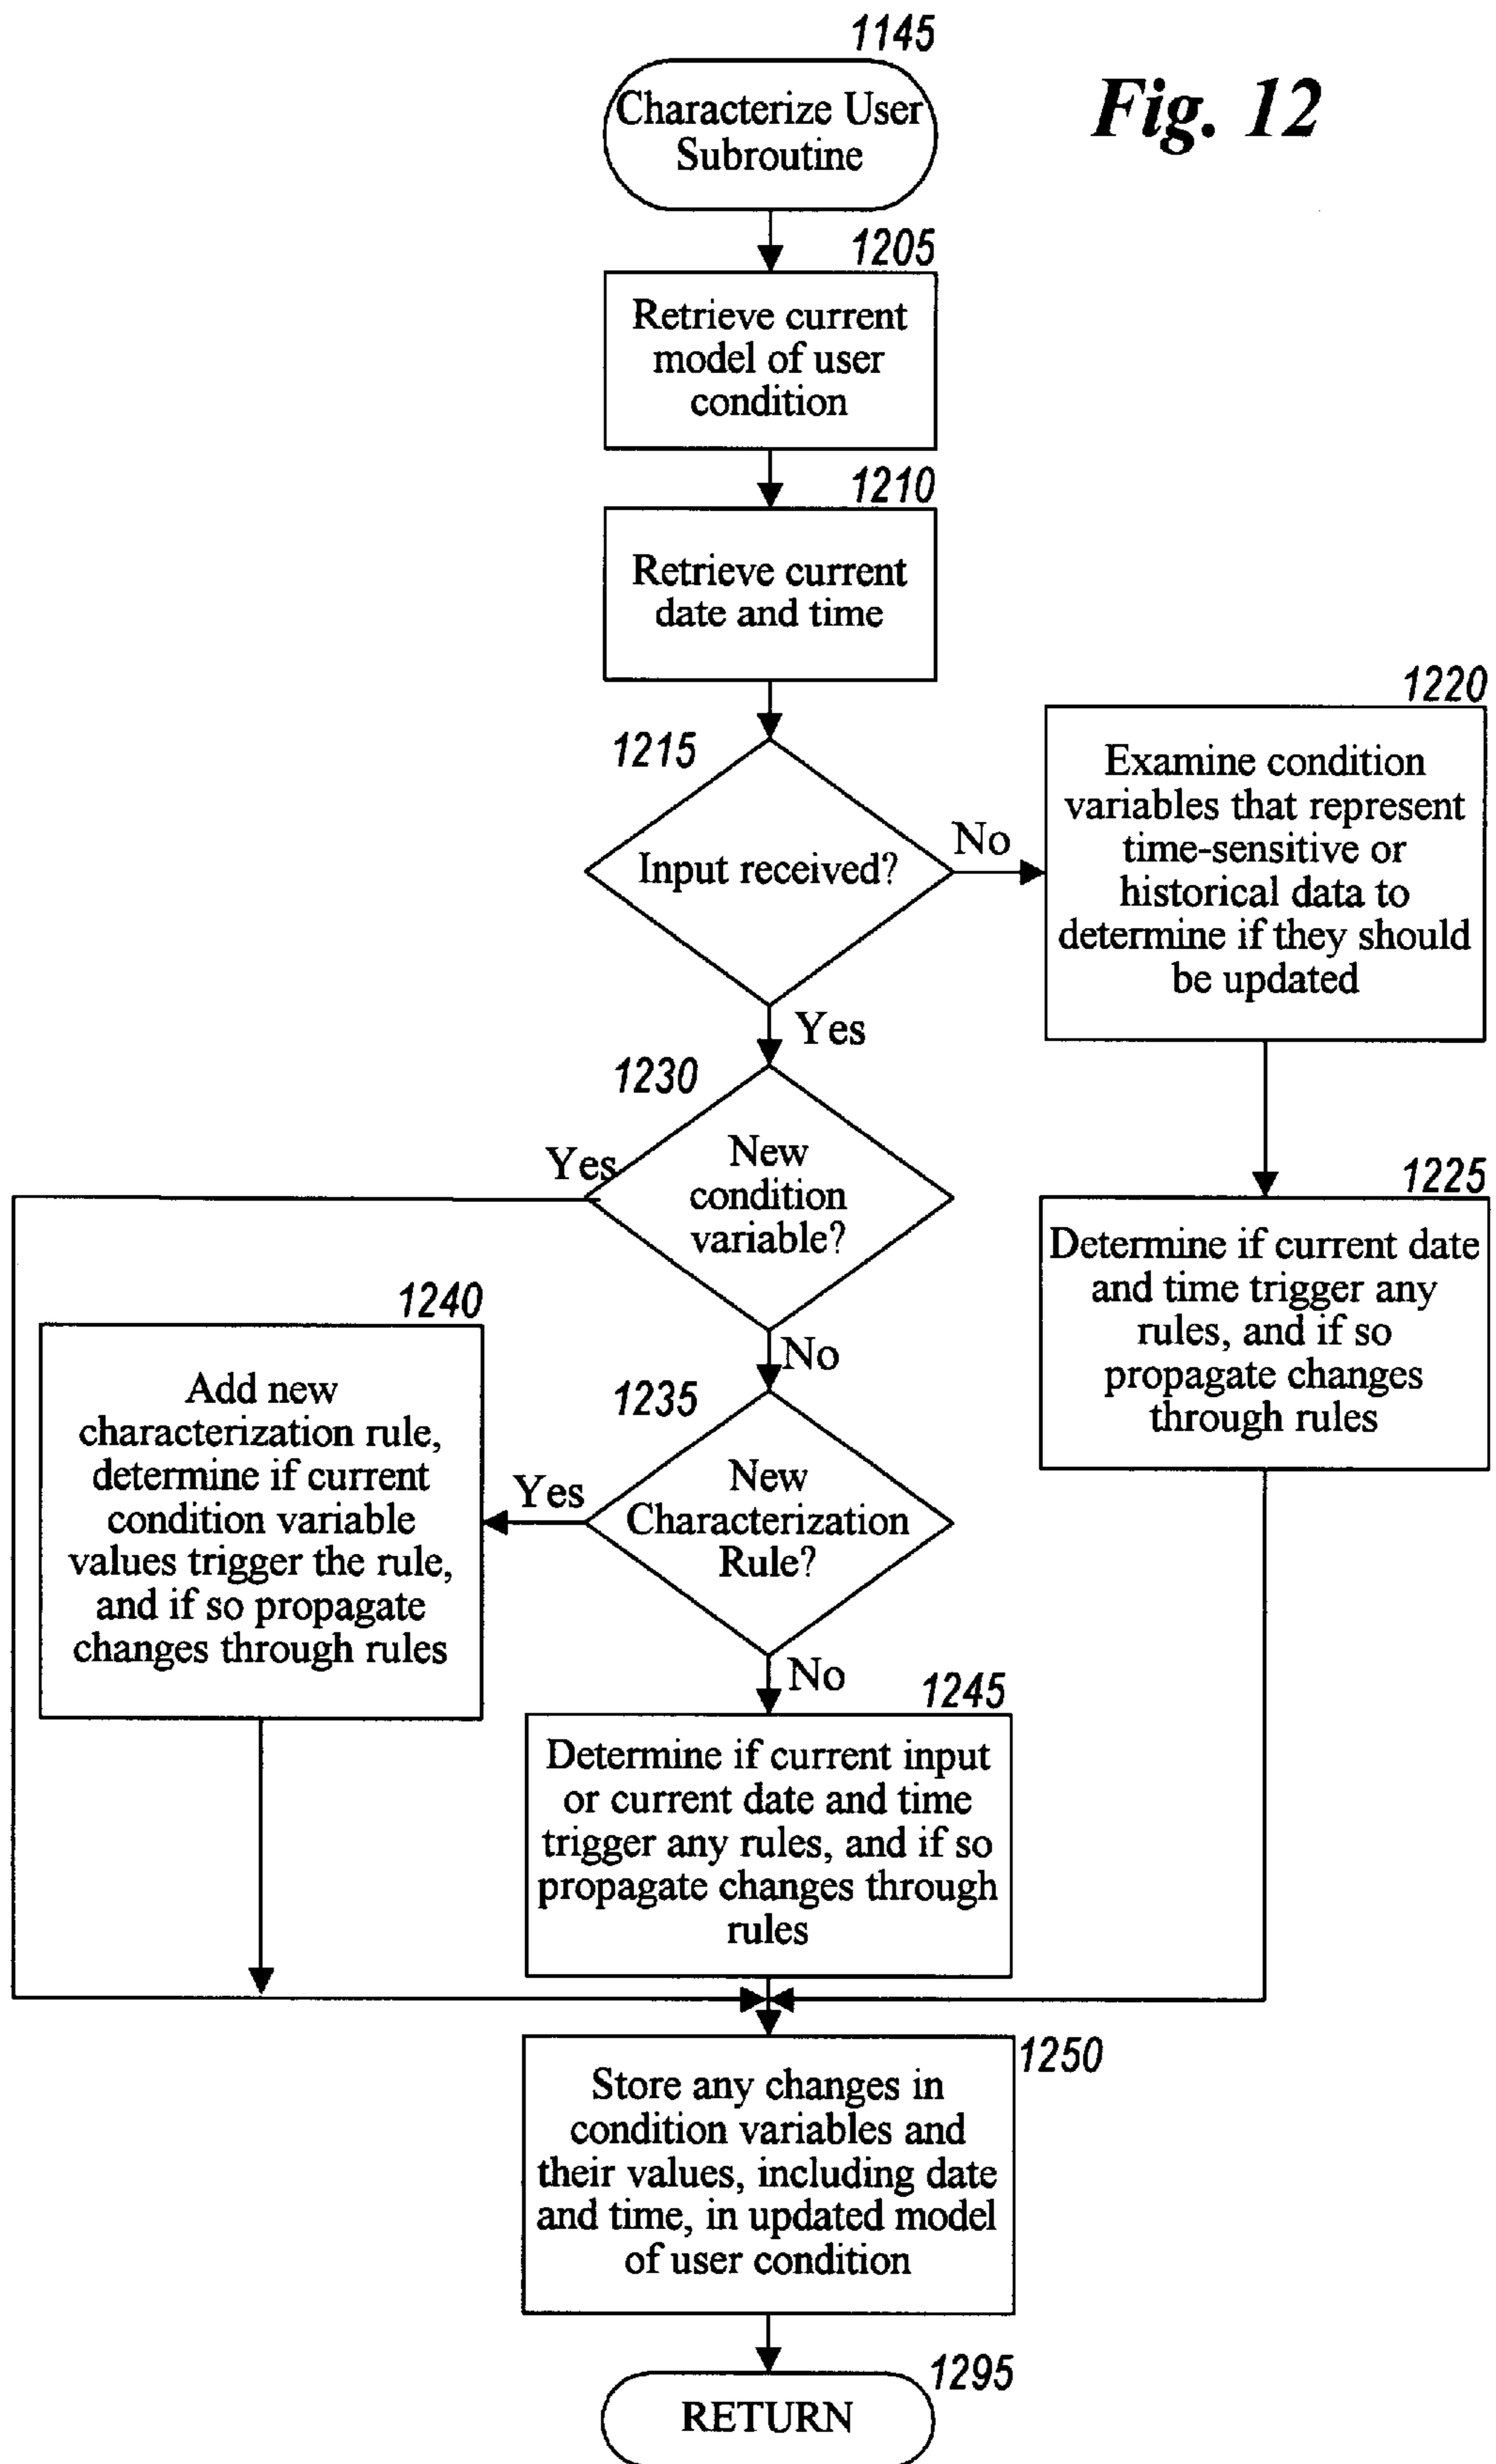 1145
Fig. 12
Characterize User
Subroutine
1205
Retrieve current
model of user
condition
1210
Retrieve current
date and time
1215
Input received?
No
Yes
1220
Examine condition
variables that represent
time-sensitive or
historical data to
determine if they should
be updated
1225
Determine if current date
and time trigger any
rules, and if so
propagate changes
through rules
1230
New
condition
variable?
Yes
No
1235
New
Characterization
Rule?
Yes
No
1240
Add new
characterization rule,
determine if current
condition variable
values trigger the rule,
and if so propagate
changes through rules
1245
Determine if current input
or current date and time
trigger any rules, and if so
propagate changes through
rules
1250
Store any changes in
condition variables and
their values, including date
and time, in updated model
of user condition
1295
RETURN